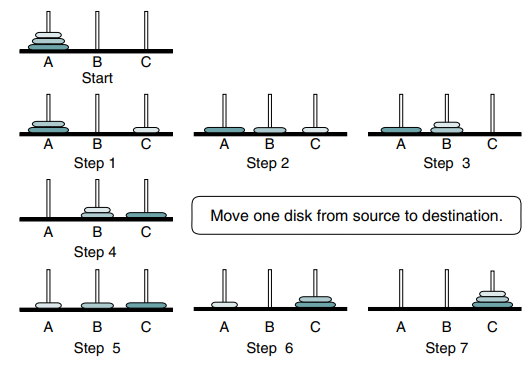 A B C
Start
A B C
Step 1
A B C
Step 2
A B C
Step 3
A B C
Step 4
Move one disk from source to destination.
A B C
Step 5
A B C
Step 6
A B C
Step 7